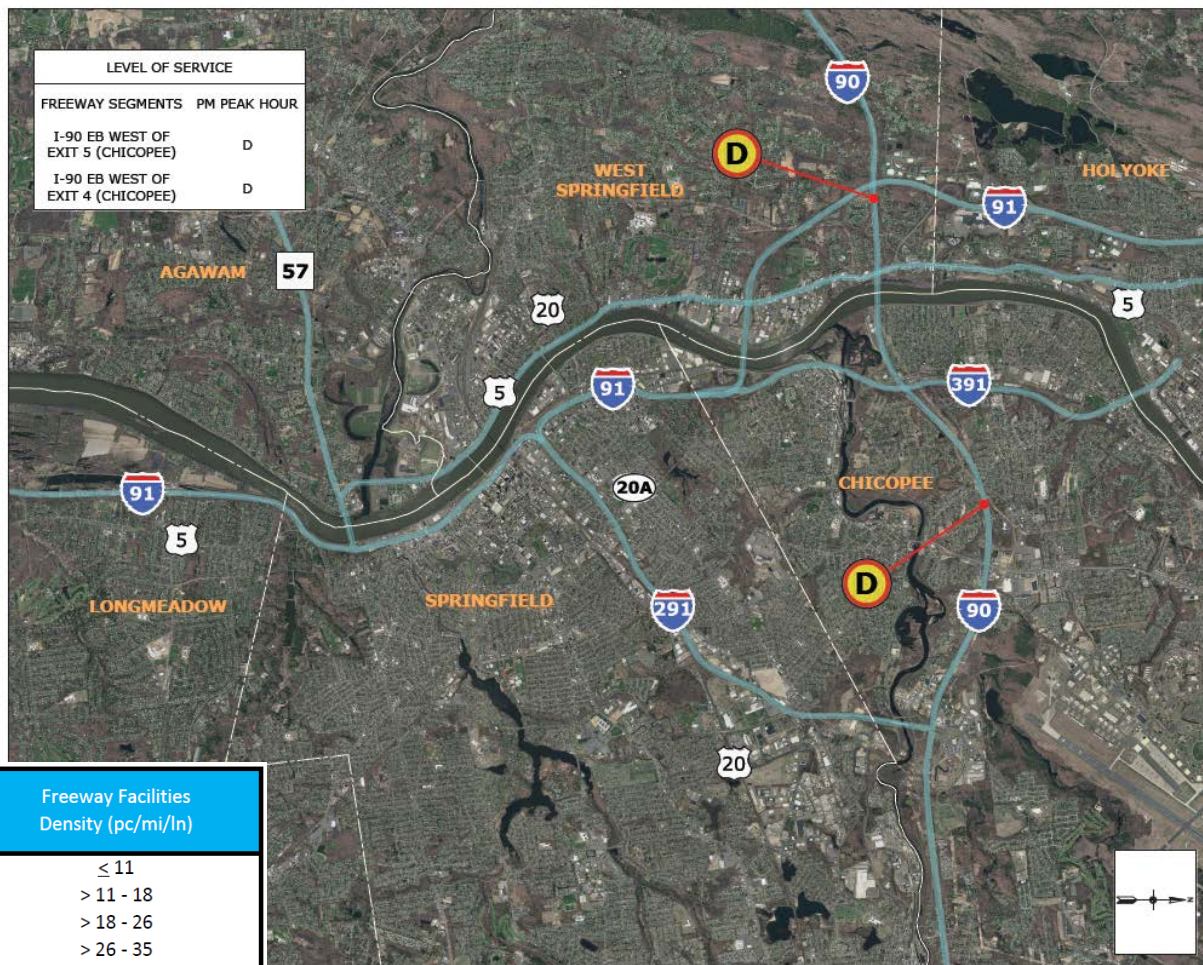 LEVEL OF SERVICE
FREEWAY SEGMENTS PM PEAK HOUR
I-90 EB WEST OF
EXIT 5 (CHICOPEE)
D
I-90 EB WEST OF
EXIT 4 (CHICOPEE)
D
90
D
WEST
SPRINGFIELD
HOLYOKE
91
AGAWAM
57
20
5
5
91
391
20A
CHICOPEE
91
5
D
LONGMEADOW
SPRINGFIELD
291
90
20
Freeway Facilities
Density (pc/mi/ln)
≤ 11
> 11 - 18
> 18 - 26
> 26 - 35
N